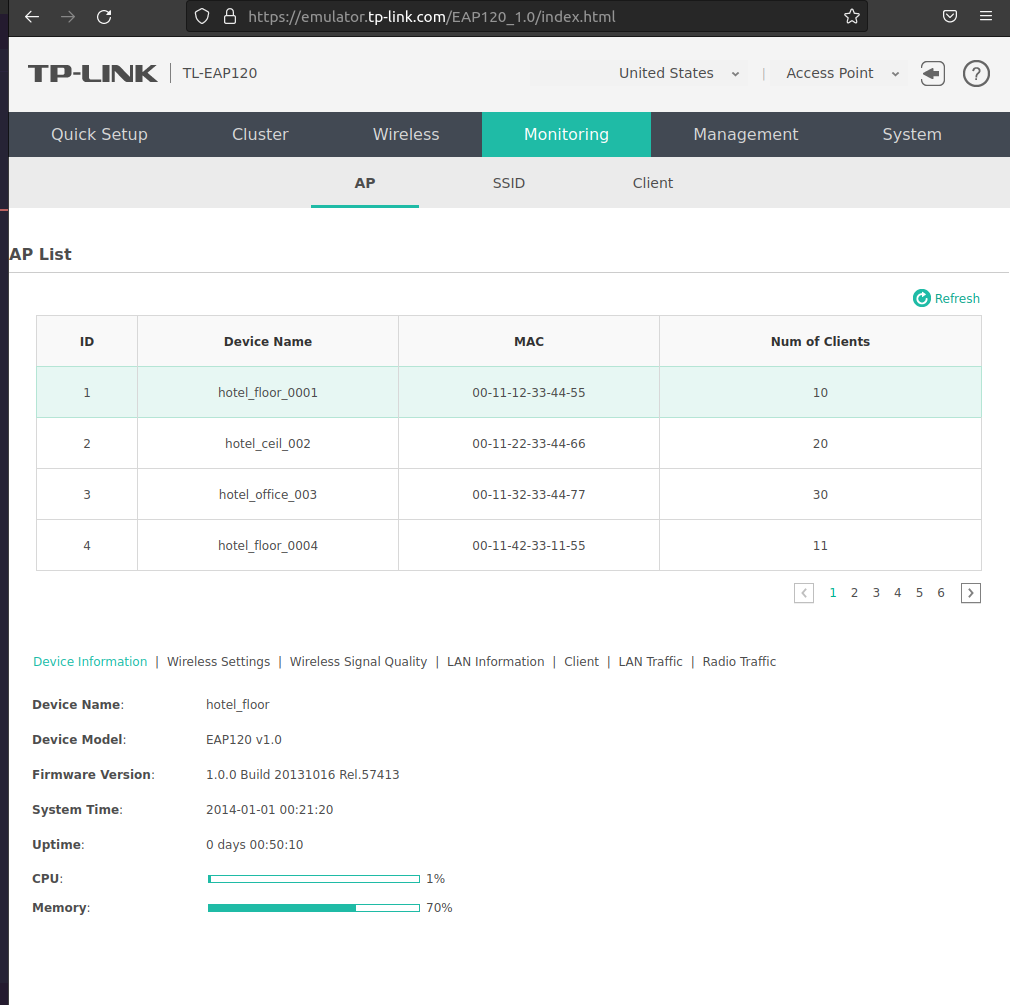 https://emulator.tp-link.com/EAP120_1.0/index.html
TP-LINK | TL-EAP120 United States | Access Point ?
Quick Setup Cluster Wireless Monitoring Management System
AP SSID Client
AP List
Refresh
ID Device Name MAC Num of Clients
1 hotel_floor_0001 00-11-12-33-44-55 10
2 hotel_ceil_002 00-11-22-33-44-66 20
3 hotel_office_003 00-11-32-33-44-77 30
4 hotel_floor_0004 00-11-42-33-11-55 11
< 1 2 3 4 5 6 >
Device Information | Wireless Settings | Wireless Signal Quality | LAN Information | Client | LAN Traffic | Radio Traffic
Device Name: hotel_floor
Device Model: EAP120 v1.0
Firmware Version: 1.0.0 Build 20131016 Rel.57413
System Time: 2014-01-01 00:21:20
Uptime: 0 days 00:50:10
CPU: 1%
Memory: 70%